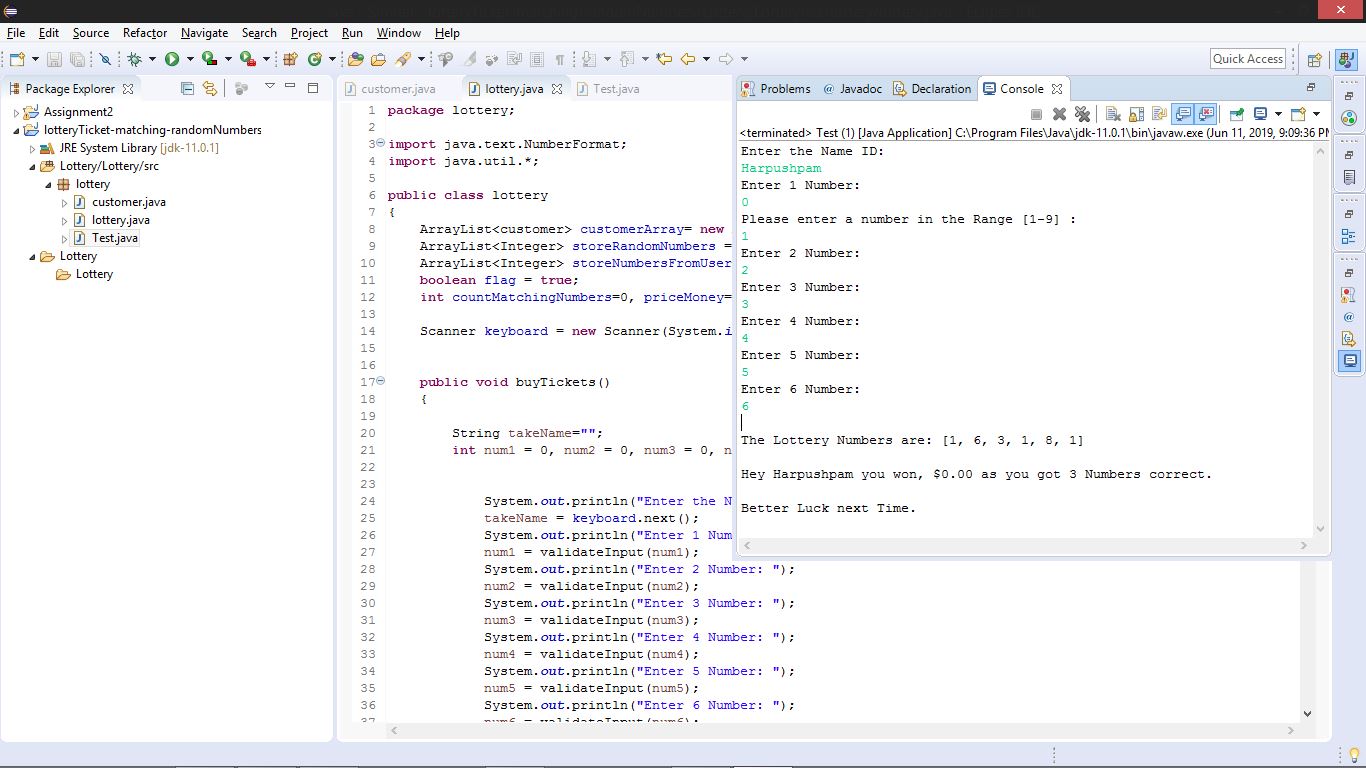 File Edit Source Refactor Navigate Search Project Run Window Help
Quick Access
Package Explorer
Assignment2
lotteryTicket-matching-randomNumbers
JRE System Library [jdk-11.0.1]
Lottery/Lottery/src
lottery
customer.java
lottery.java
Test.java
Lottery
Lottery
customer.java
lottery.java
Test.java
1 package lottery;
2
3 import java.text.NumberFormat;
4 import java.util.*;
5
6 public class lottery
7 {
8 ArrayList<customer> customerArray= new
9 ArrayList<Integer> storeRandomNumbers =
10 ArrayList<Integer> storeNumbersFromUser
11 boolean flag = true;
12 int countMatchingNumbers=0, priceMoney=
13
14 Scanner keyboard = new Scanner(System.i
15
16
17 public void buyTickets()
18 {
19
20 String takeName="";
21 int num1 = 0, num2 = 0, num3 = 0, n
22
23
24 System.out.println("Enter the N
25 takeName = keyboard.next();
26 System.out.println("Enter 1 Num
27 num1 = validateInput(num1);
28 System.out.println("Enter 2 Number: ");
29 num2 = validateInput(num2);
30 System.out.println("Enter 3 Number: ");
31 num3 = validateInput(num3);
32 System.out.println("Enter 4 Number: ");
33 num4 = validateInput(num4);
34 System.out.println("Enter 5 Number: ");
35 num5 = validateInput(num5);
36 System.out.println("Enter 6 Number: ");
37 num6 = validateInput(num6);
Problems @ Javadoc Declaration Console
<terminated> Test (1) [Java Application] C:\Program Files\Java\jdk-11.0.1\bin\javaw.exe (Jun 11, 2019, 9:09:36 PM
Enter the Name ID:
Harpushpam
Enter 1 Number:
0
Please enter a number in the Range [1-9] :
1
Enter 2 Number:
2
Enter 3 Number:
3
Enter 4 Number:
4
Enter 5 Number:
5
Enter 6 Number:
6
The Lottery Numbers are: [1, 6, 3, 1, 8, 1]
Hey Harpushpam you won, $0.00 as you got 3 Numbers correct.
Better Luck next Time.